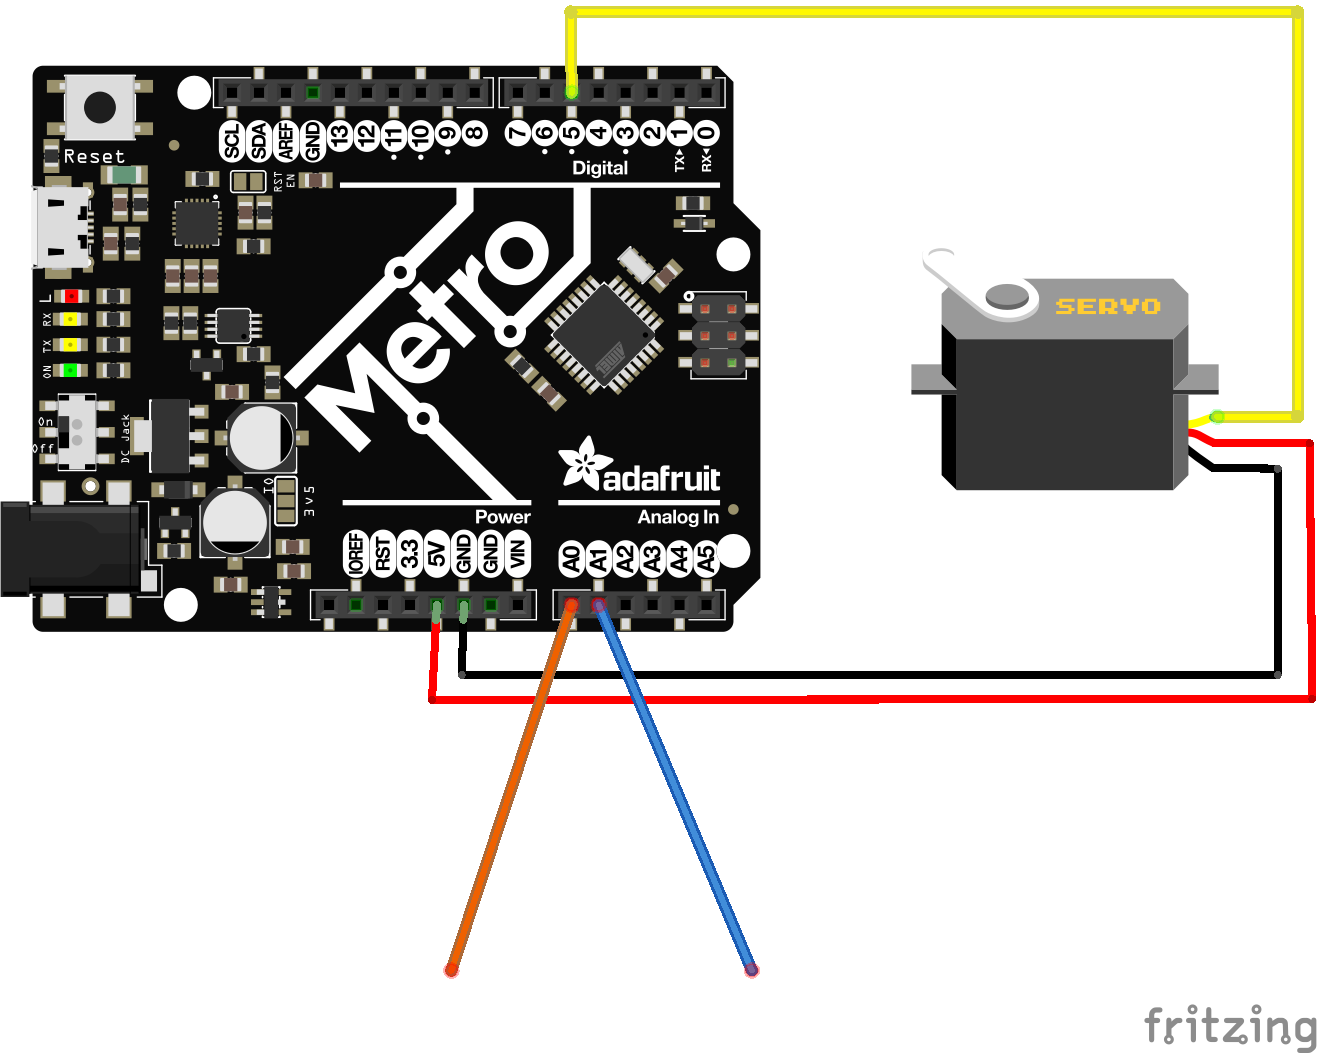 SCL SDA AREF GND 13 12 11 10 9 8 7 6 5 4 3 2 1 0
TX▸ RX◂
Digital
Reset
RST
EN
Metro
SERVO
L
RX
TX
ON
On
Off
DC Jack
ATMEL
IO
3V5
adafruit
Power
Analog In
IOREF RST 3.3 5V GND GND VIN A0 A1 A2 A3 A4 A5
fritzing